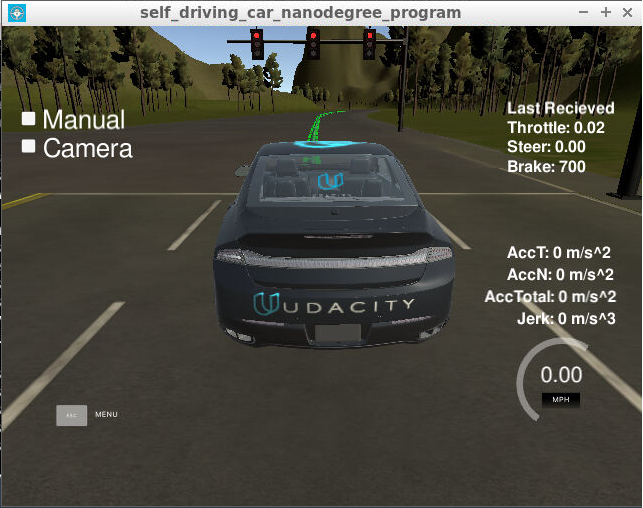 self_driving_car_nanodegree_program
Manual
Camera
Last Recieved
Throttle: 0.02
Steer: 0.00
Brake: 700
AccT: 0 m/s^2
AccN: 0 m/s^2
AccTotal: 0 m/s^2
Jerk: 0 m/s^3
UDACITY
0.00
MPH
ESC
MENU